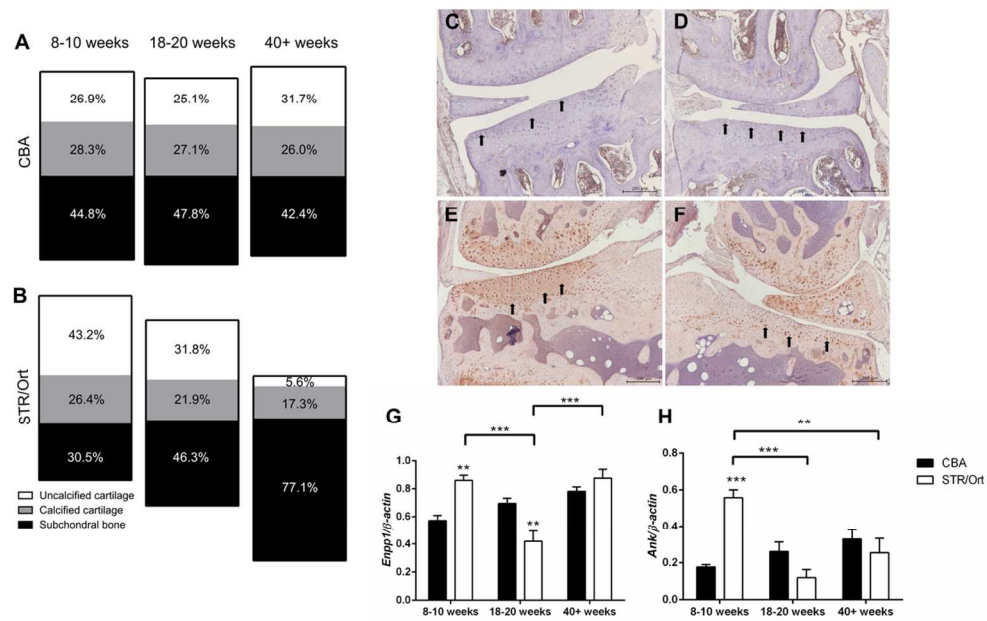 A
8-10 weeks 18-20 weeks 40+ weeks
CBA
26.9% 25.1% 31.7%
28.3% 27.1% 26.0%
44.8% 47.8% 42.4%
B
STR/Ort
43.2% 31.8% 5.6%
26.4% 21.9% 17.3%
30.5% 46.3% 77.1%
Uncalcified cartilage
Calcified cartilage
Subchondral bone
C
D
E
F
G
***
***
**
**
Enpp1/β-actin
1.0
0.8
0.6
0.4
0.2
0.0
8-10 weeks 18-20 weeks 40+ weeks
H
**
***
***
Ank/β-actin
0.8
0.6
0.4
0.2
0.0
8-10 weeks 18-20 weeks 40+ weeks
CBA
STR/Ort